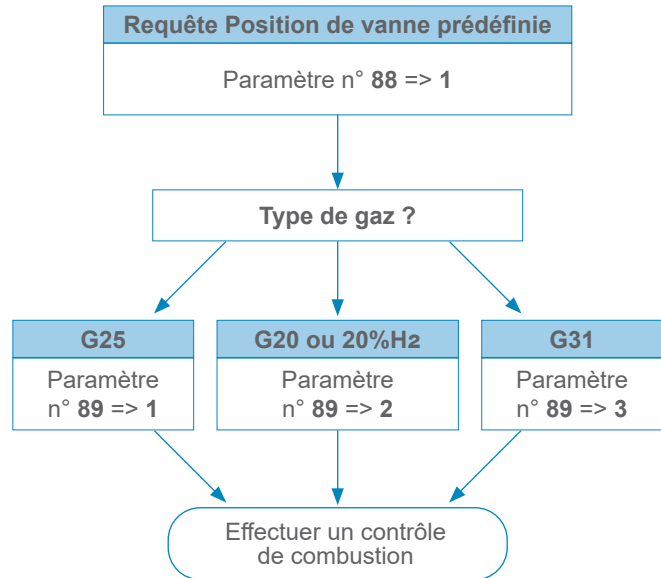 Requête Position de vanne prédéfinie
Paramètre n° 88 => 1
Type de gaz ?
G25
Paramètre
n° 89 => 1
G20 ou 20%H2
Paramètre
n° 89 => 2
G31
Paramètre
n° 89 => 3
Effectuer un contrôle
de combustion